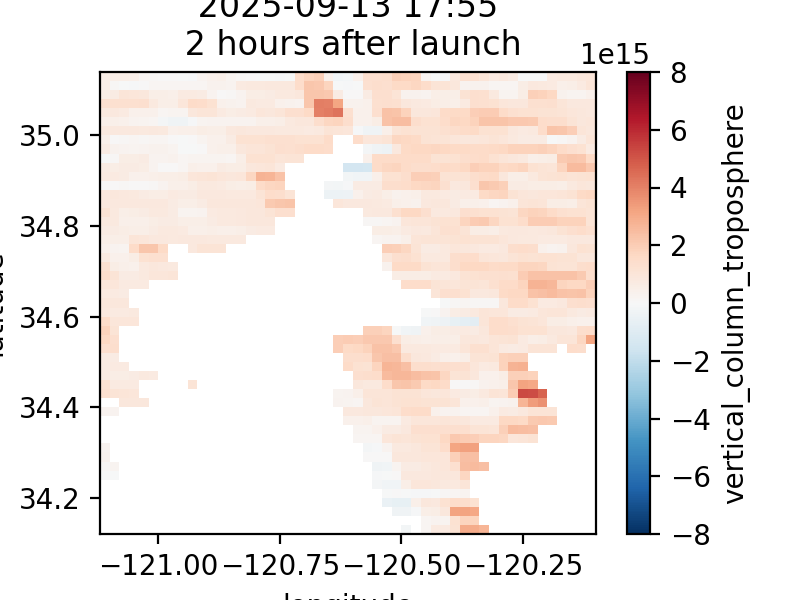 2025-09-13 17:55
2 hours after launch
1e15
8
6
4
2
0
−2
−4
−6
−8
vertical_column_troposphere
35.0
34.8
34.6
34.4
34.2
latitude
−121.00 −120.75 −120.50 −120.25
longitude